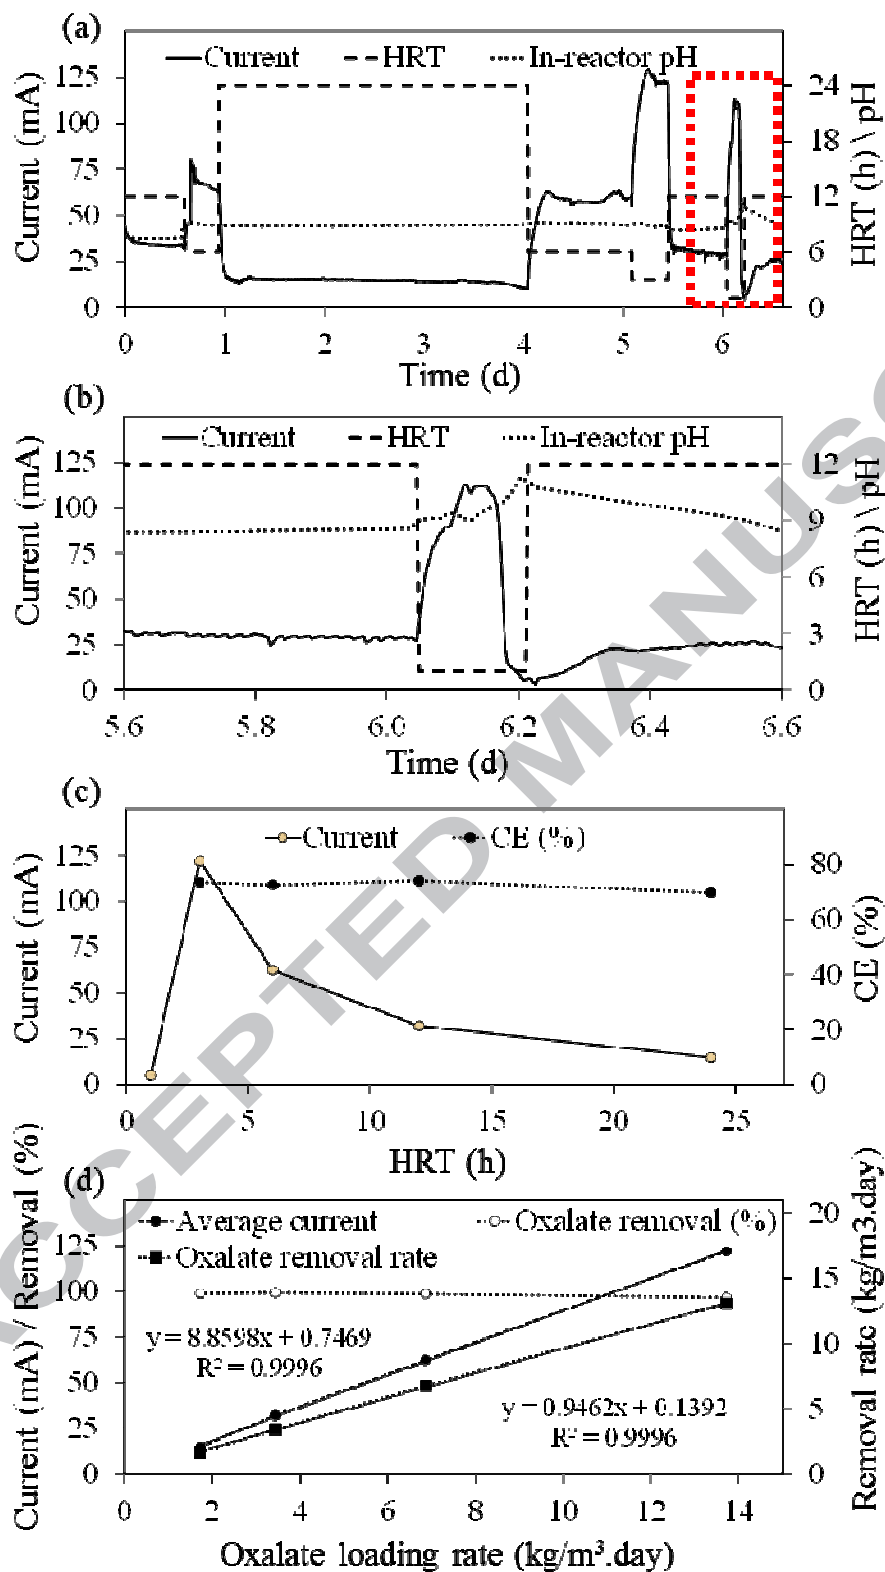 (a)
Current HRT In-reactor pH
125
100
75
50
25
0
Current (mA)
24
18
12
6
0
HRT (h) \ pH
0 1 2 3 4 5 6
Time (d)
(b)
Current HRT In-reactor pH
125
100
75
50
25
0
Current (mA)
12
9
6
3
0
HRT (h) \ pH
5.6 5.8 6.0 6.2 6.4 6.6
Time (d)
(c)
Current CE (%)
125
100
75
50
25
0
Current (mA)
80
60
40
20
0
CE (%)
0 5 10 15 20 25
HRT (h)
(d)
Average current Oxalate removal (%)
Oxalate removal rate
125
100
75
50
25
0
Current (mA) / Removal (%)
20
15
10
5
0
Removal rate (kg/m3.day)
y = 8.8598x + 0.7469
R² = 0.9996
y = 0.9462x + 0.1392
R² = 0.9996
0 2 4 6 8 10 12 14
Oxalate loading rate (kg/m³.day)
ACCEPTED MANUSC